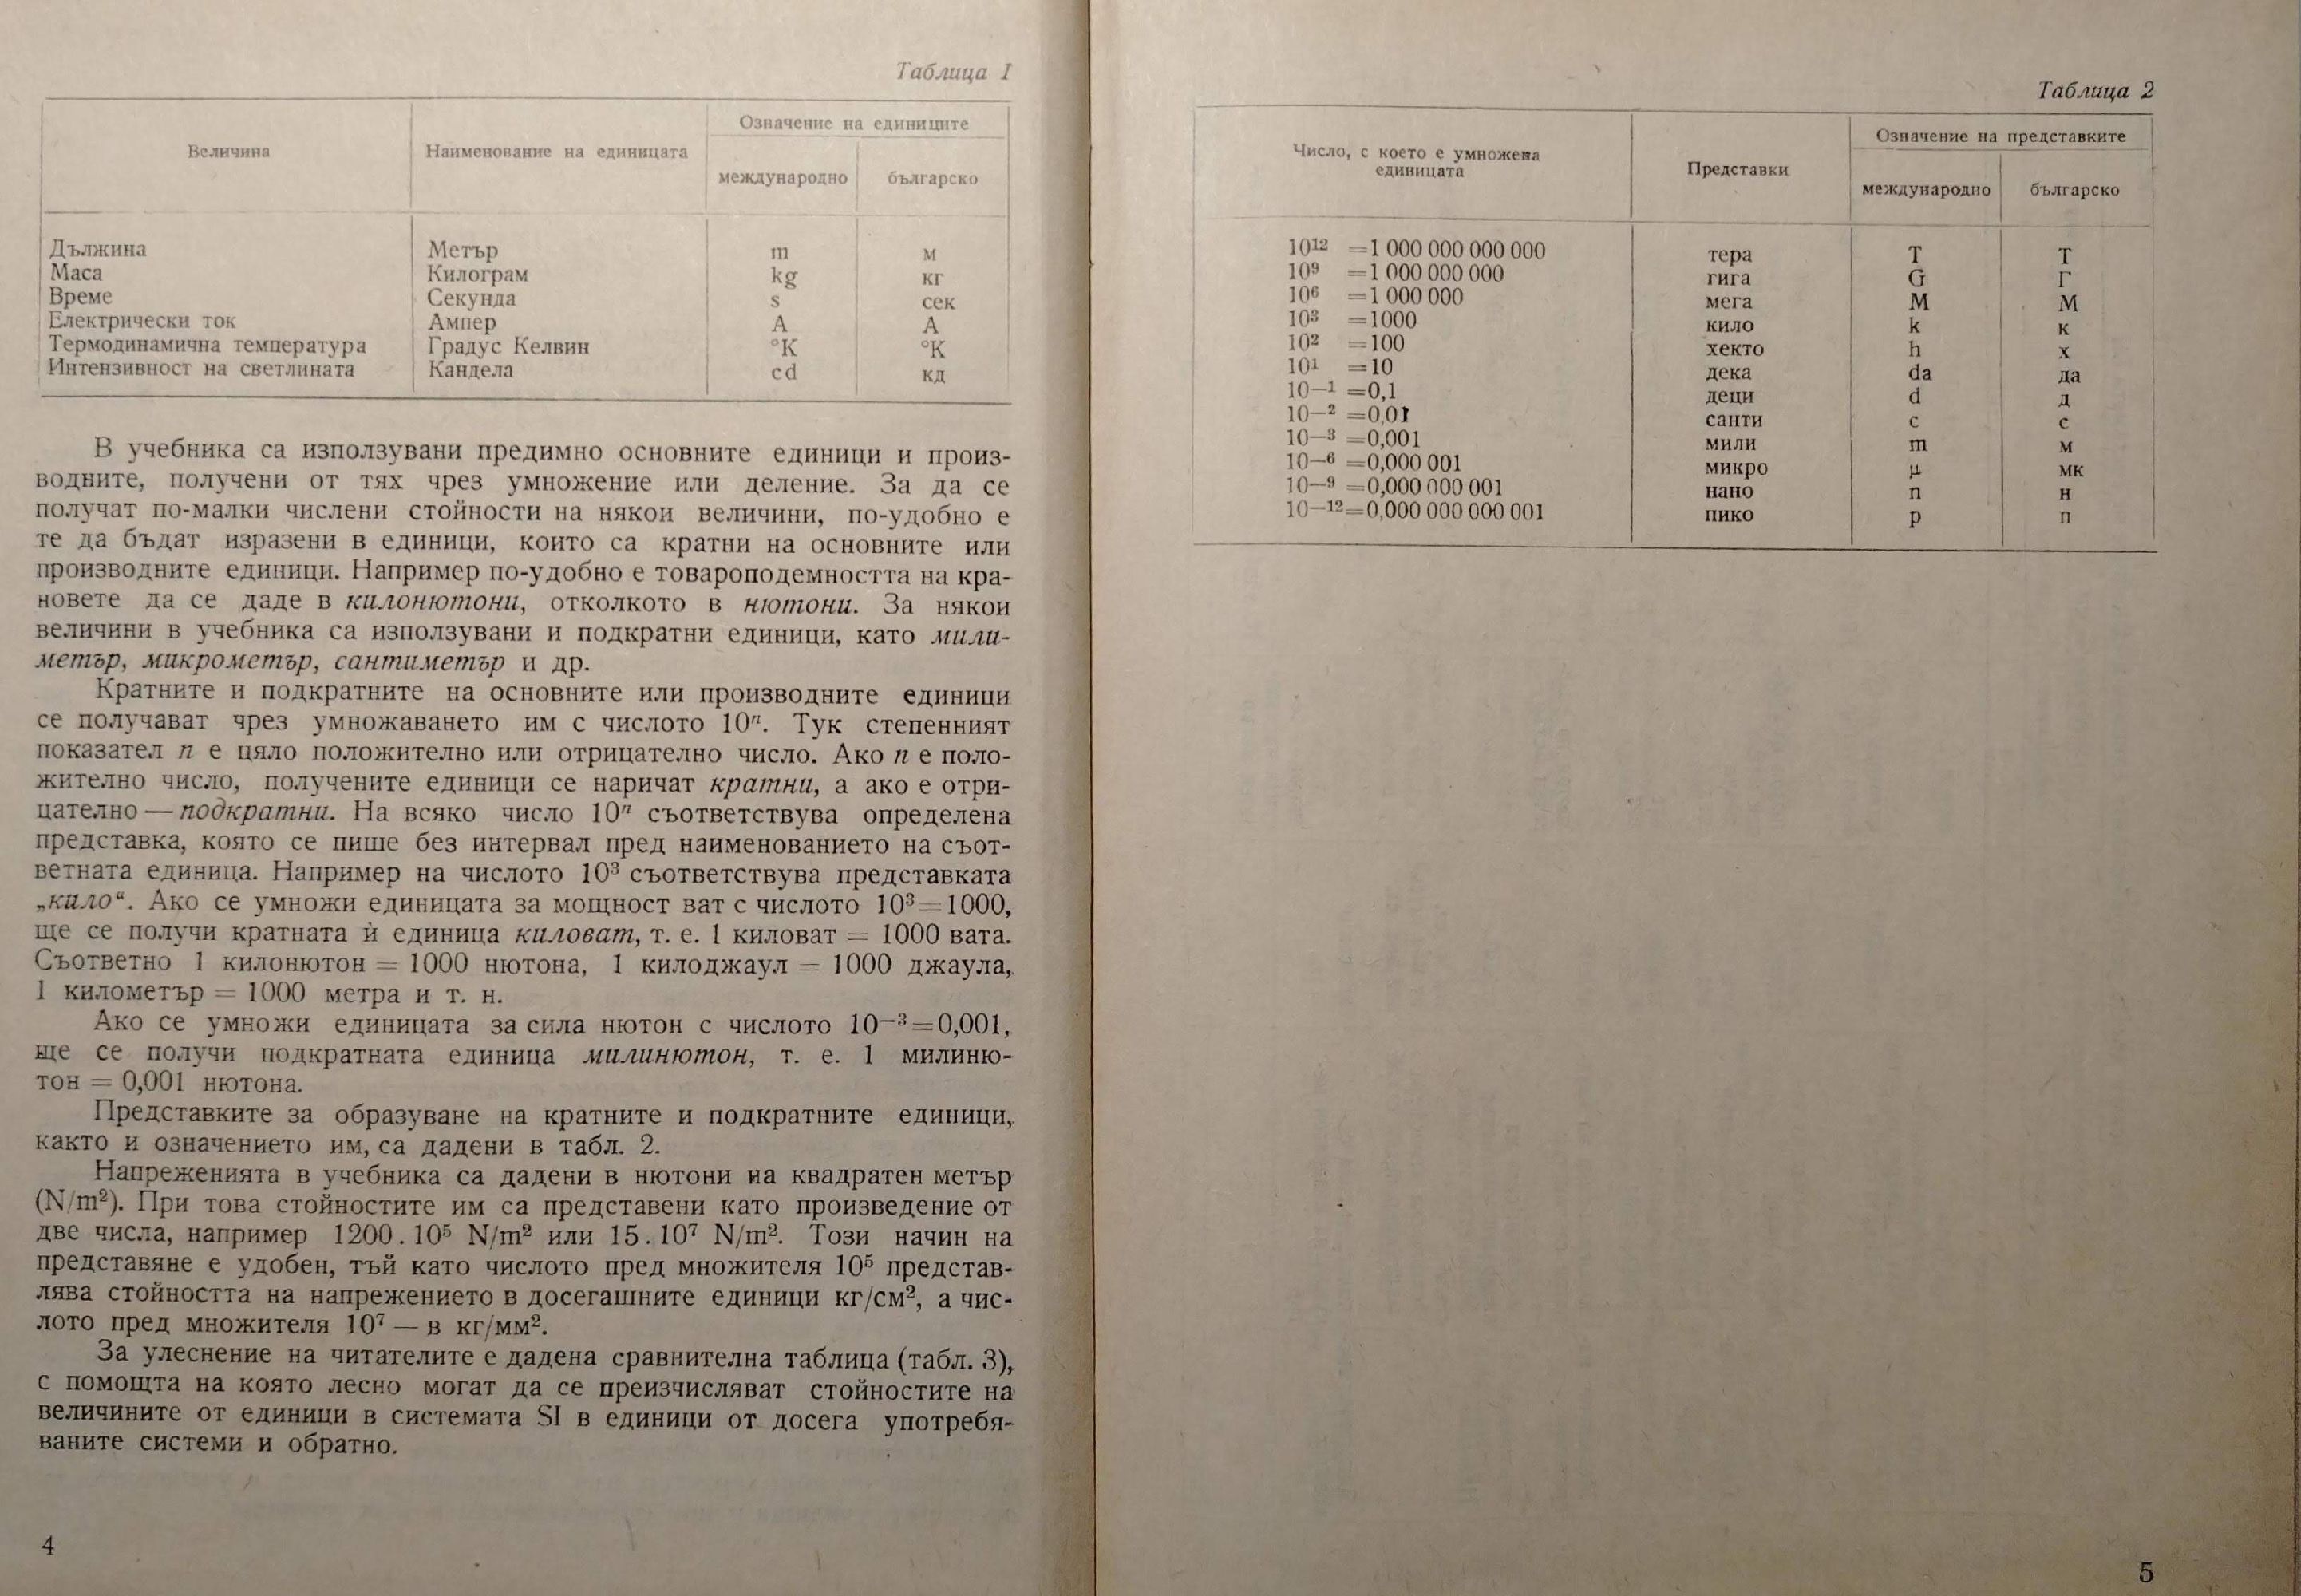 Таблица 1
Величина
Наименование на единицата
Означение на единиците
международно
българско
Дължина Метър m м
Маса Килограм kg кг
Време Секунда s сек
Електрически ток Ампер A А
Термодинамична температура Градус Келвин °K °К
Интензивност на светлината Кандела cd кд
В учебника са използувани предимно основните единици и произ-
водните, получени от тях чрез умножение или деление. За да се
получат по-малки числени стойности на някои величини, по-удобно е
те да бъдат изразени в единици, които са кратни на основните или
производните единици. Например по-удобно е товароподемността на кра-
новете да се даде в килонютони, отколкото в нютони. За някои
величини в учебника са използувани и подкратни единици, като мили-
метър, микрометър, сантиметър и др.
Кратните и подкратните на основните или производните единици
се получават чрез умножаването им с числото 10ⁿ. Тук степенният
показател n е цяло положително или отрицателно число. Ако n е поло-
жително число, получените единици се наричат кратни, а ако е отри-
цателно — подкратни. На всяко число 10ⁿ съответствува определена
представка, която се пише без интервал пред наименованието на съот-
ветната единица. Например на числото 10³ съответствува представката
„кило“. Ако се умножи единицата за мощност ват с числото 10³=1000,
ще се получи кратната ѝ единица киловат, т. е. 1 киловат = 1000 вата.
Съответно 1 килонютон = 1000 нютона, 1 килоджаул = 1000 джаула,
1 километър = 1000 метра и т. н.
Ако се умножи единицата за сила нютон с числото 10⁻³=0,001,
ще се получи подкратната единица милинютон, т. е. 1 милиню-
тон = 0,001 нютона.
Представките за образуване на кратните и подкратните единици,
както и означението им, са дадени в табл. 2.
Напреженията в учебника са дадени в нютони на квадратен метър
(N/m²). При това стойностите им са представени като произведение от
две числа, например 1200.10⁵ N/m² или 15.10⁷ N/m². Този начин на
представяне е удобен, тъй като числото пред множителя 10⁵ представ-
лява стойността на напрежението в досегашните единици кг/см², а чис-
лото пред множителя 10⁷ — в кг/мм².
За улеснение на читателите е дадена сравнителна таблица (табл. 3),
с помощта на която лесно могат да се преизчисляват стойностите на
величините от единици в системата SI в единици от досега употребя-
ваните системи и обратно.
4
Таблица 2
Число, с което е умножена
единицата
Представки
Означение на представките
международно
българско
10¹² =1 000 000 000 000 тера T Т
10⁹ =1 000 000 000 гига G Г
10⁶ =1 000 000 мега M М
10³ =1000 кило k к
10² =100 хекто h х
10¹ =10 дека da да
10⁻¹ =0,1 деци d д
10⁻² =0,01 санти c с
10⁻³ =0,001 мили m м
10⁻⁶ =0,000 001 микро μ мк
10⁻⁹ =0,000 000 001 нано n н
10⁻¹²=0,000 000 000 001 пико p п
5